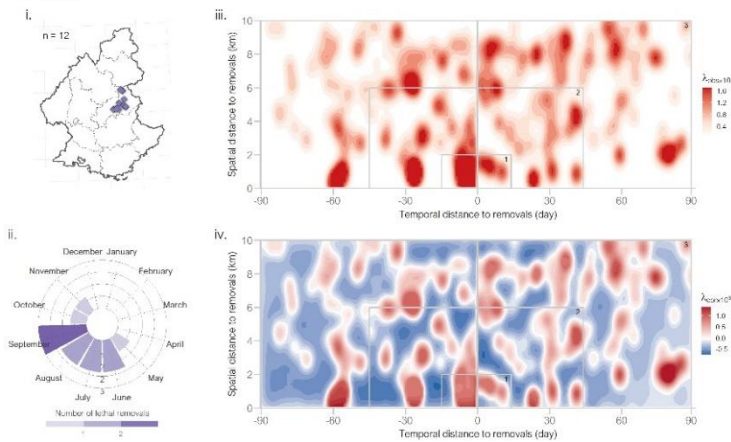 i.
n = 12
ii.
December January
November February
October March
September April
August May
July June
2
3
Number of lethal removals
1 2
iii.
Spatial distance to removals (km)
10
8
6
4
2
0
3
2
1
-90 -60 -30 0 30 60 90
Temporal distance to removals (day)
1.6
1.2
0.8
0.4
iv.
Spatial distance to removals (km)
10
8
6
4
2
0
3
2
1
-90 -60 -30 0 30 60 90
Temporal distance to removals (day)
1.0
0.5
0.0
-0.5